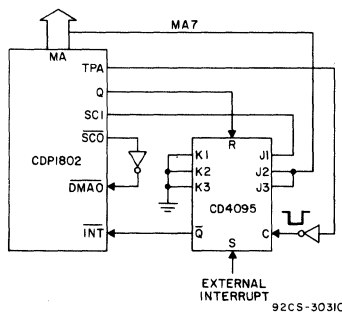 MA7
MA
TPA
Q
SC1
SC0
CDP1802
DMAO
INT
R
K1
K2
K3
J1
J2
J3
CD4095
Q
C
S
EXTERNAL
INTERRUPT
92CS-30310